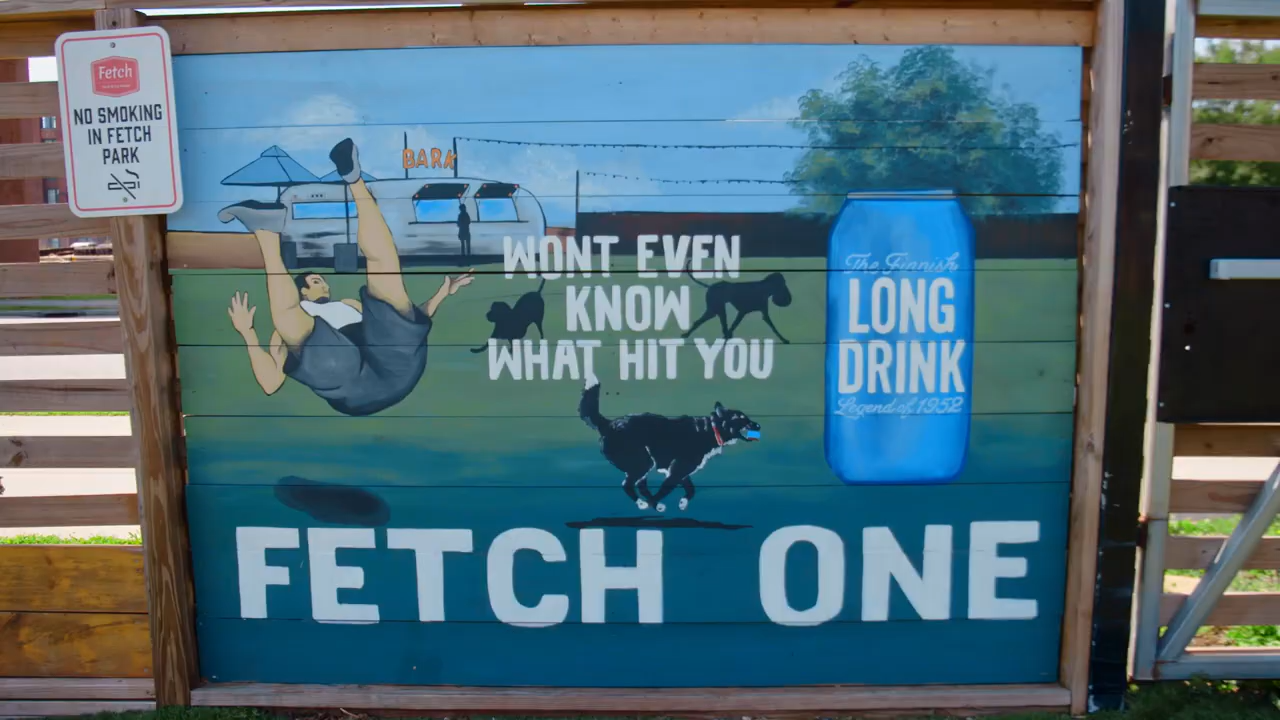 Fetch
NO SMOKING
IN FETCH
PARK
BARK
WONT EVEN
KNOW
WHAT HIT YOU
The Finnish
LONG
DRINK
Legend of 1952
FETCH ONE